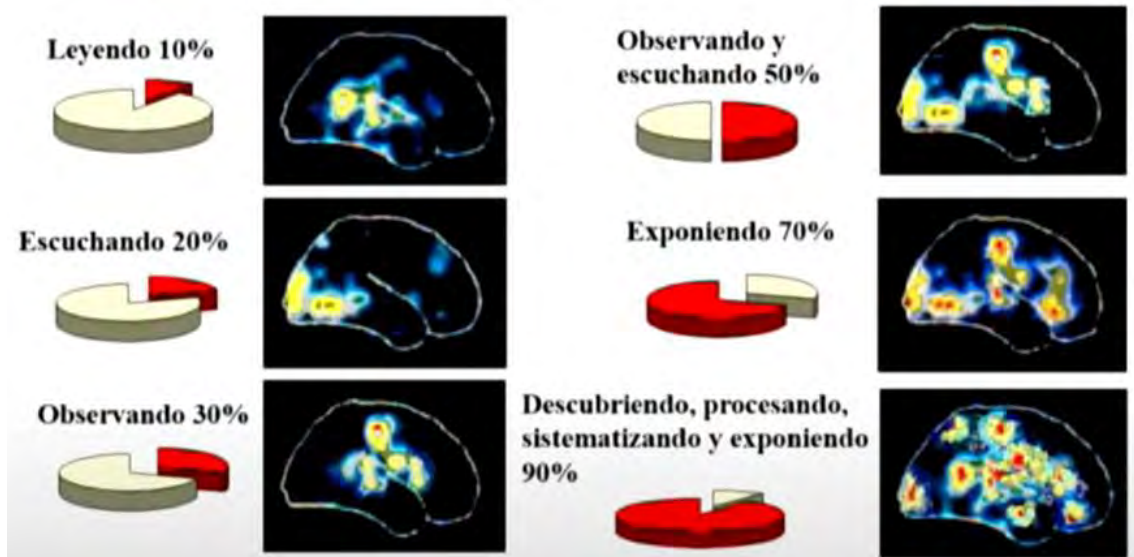 Leyendo 10%
Escuchando 20%
Observando 30%
Observando y
escuchando 50%
Exponiendo 70%
Descubriendo, procesando,
sistematizando y exponiendo
90%